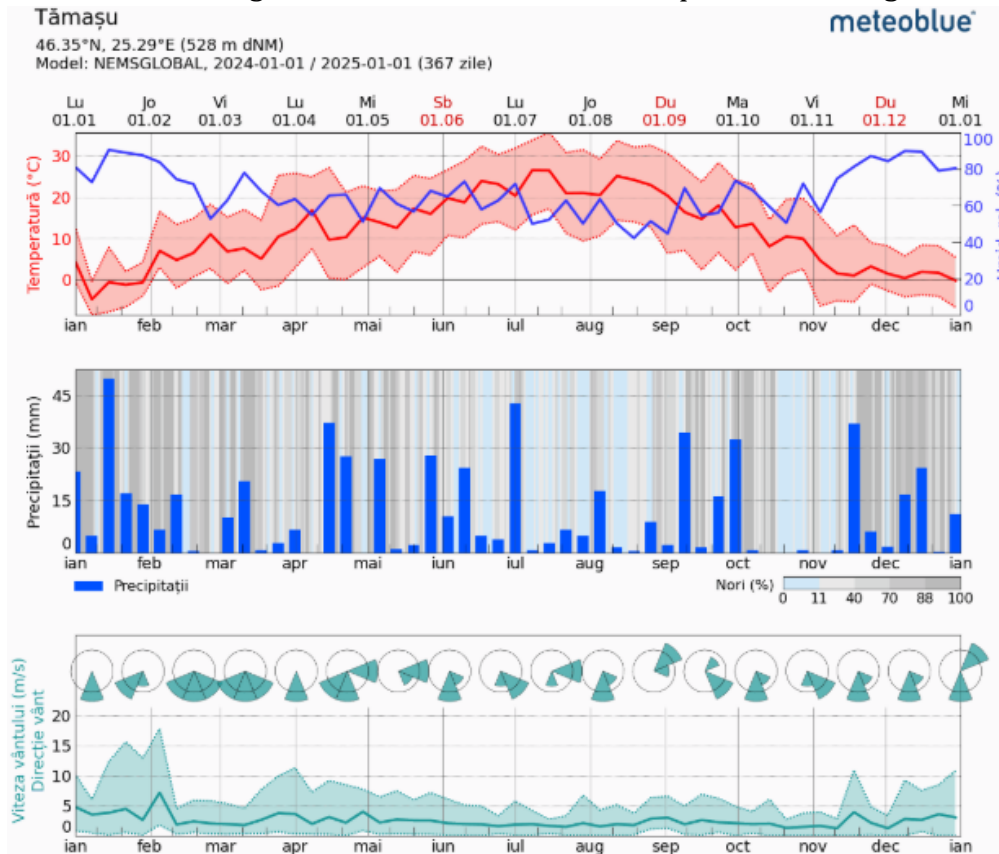 Tămașu
meteoblue
46.35°N, 25.29°E (528 m dNM)
Model: NEMSGLOBAL, 2024-01-01 / 2025-01-01 (367 zile)
Lu Jo Vi Lu Mi Sb Lu Jo Du Ma Vi Du Mi
01.01 01.02 01.03 01.04 01.05 01.06 01.07 01.08 01.09 01.10 01.11 01.12 01.01
Temperatură (°C)
30
20
10
0
100
80
60
40
20
0
ian feb mar apr mai iun iul aug sep oct nov dec ian
Precipitații (mm)
45
30
15
0
ian feb mar apr mai iun iul aug sep oct nov dec ian
Precipitații
Nori (%)
0 11 40 70 88 100
Viteza vântului (m/s)
Direcție vânt
20
15
10
5
0
ian feb mar apr mai iun iul aug sep oct nov dec ian